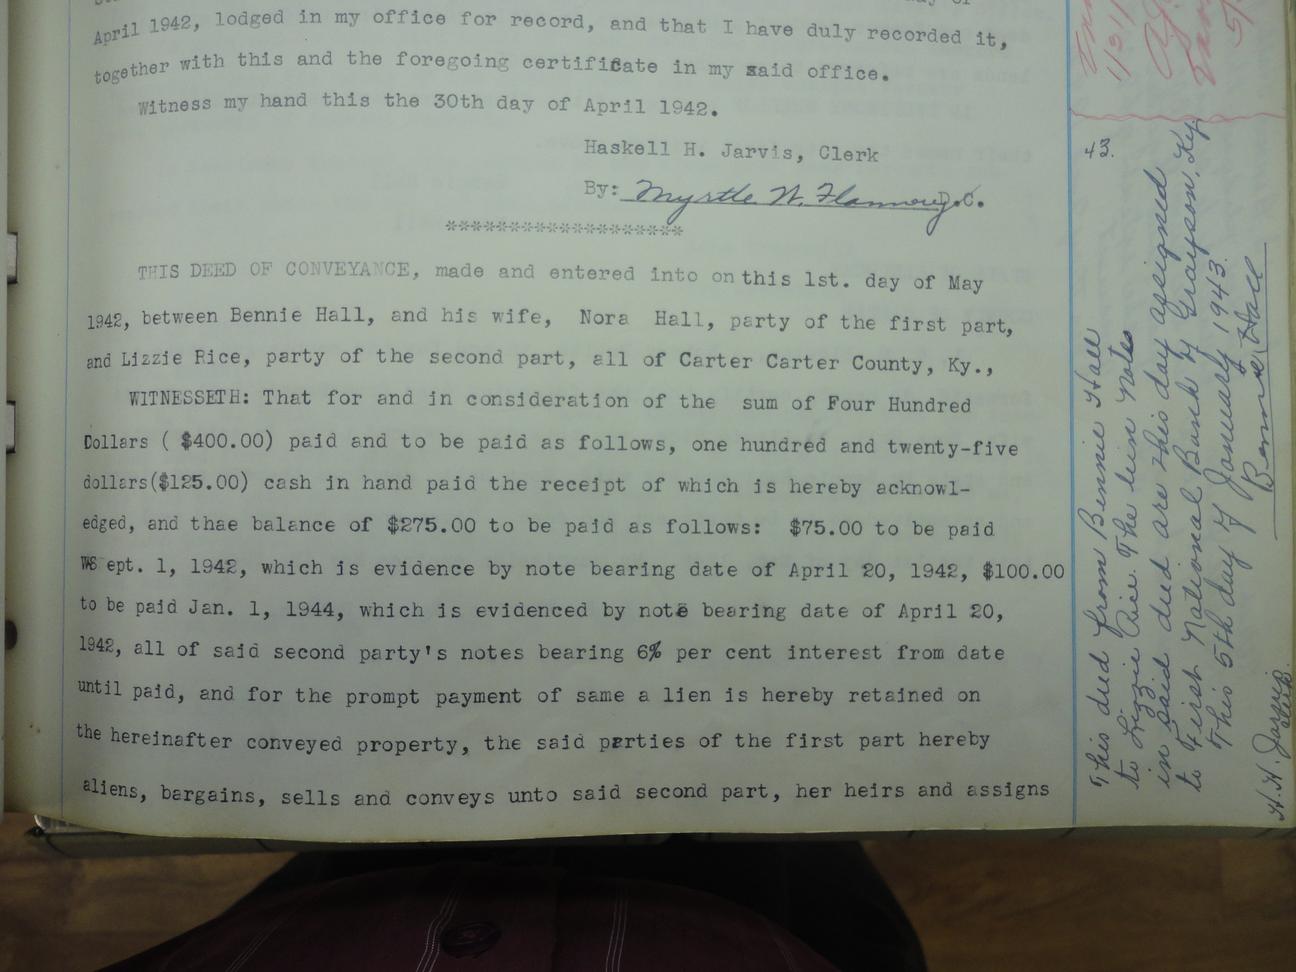 April 1942, lodged in my office for record, and that I have duly recorded it,
together with this and the foregoing certificate in my said office.
Witness my hand this the 30th day of April 1942.
Haskell H. Jarvis, Clerk
By: Myrtle W. Flannery D.C.
*******************
THIS DEED OF CONVEYANCE, made and entered into on this 1st. day of May
1942, between Bennie Hall, and his wife, Nora Hall, party of the first part,
and Lizzie Rice, party of the second part, all of Carter Carter County, Ky.,
WITNESSETH: That for and in consideration of the sum of Four Hundred
Dollars ( $400.00) paid and to be paid as follows, one hundred and twenty-five
dollars($125.00) cash in hand paid the receipt of which is hereby acknowl-
edged, and thae balance of $275.00 to be paid as follows: $75.00 to be paid
Sept. 1, 1942, which is evidence by note bearing date of April 20, 1942, $100.00
to be paid Jan. 1, 1944, which is evidenced by note bearing date of April 20,
1942, all of said second party's notes bearing 6% per cent interest from date
until paid, and for the prompt payment of same a lien is hereby retained on
the hereinafter conveyed property, the said parties of the first part hereby
aliens, bargains, sells and conveys unto said second part, her heirs and assigns
43.
This deed from Bennie Hall
to Lizzie Rice. The lein notes
in said deed are this day assigned
to First National Bank of Grayson, Ky.
This 5th day of January 1943.
Bennie Hall
H.H. Jarvis